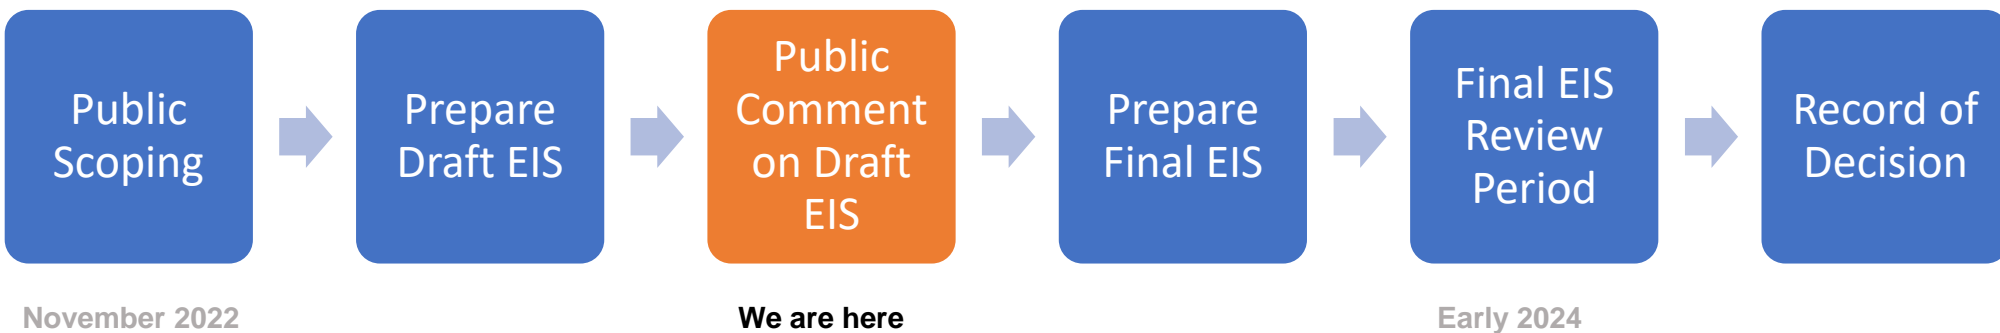 Public
Scoping
Prepare
Draft EIS
Public
Comment
on Draft
EIS
Prepare
Final EIS
Final EIS
Review
Period
Record of
Decision
November 2022
We are here
Early 2024